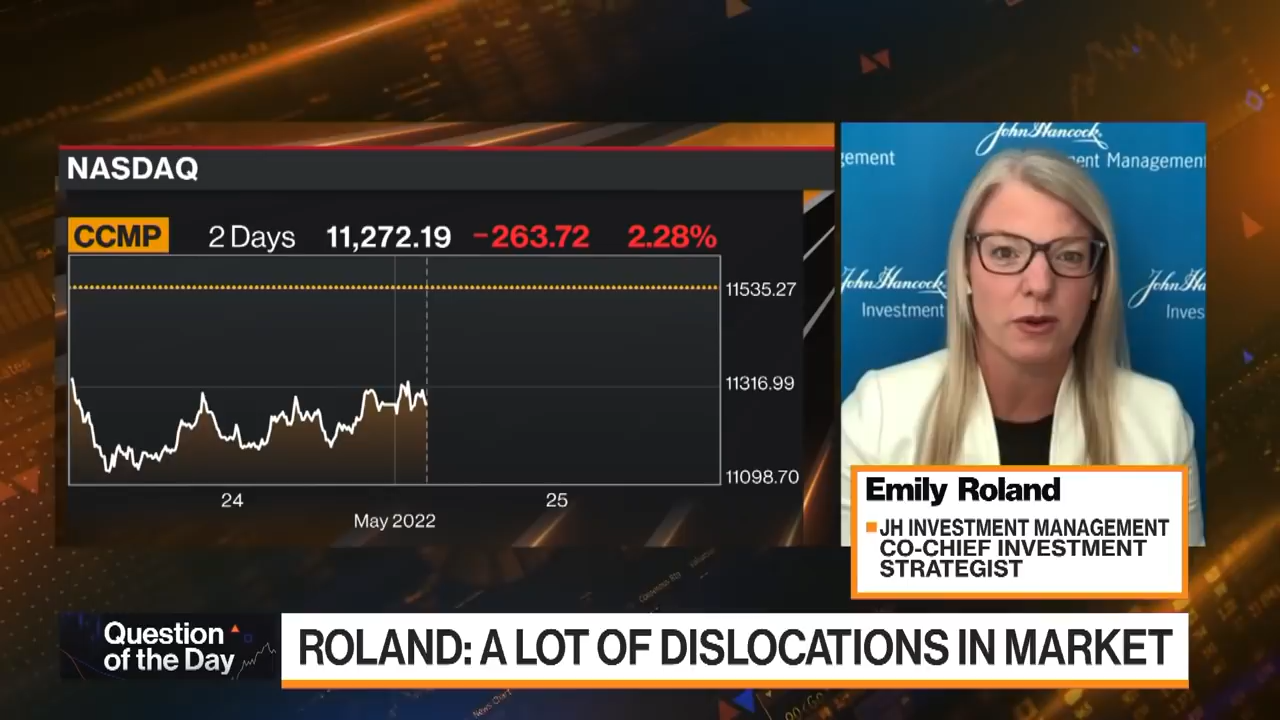 NASDAQ
CCMP 2 Days 11,272.19 -263.72 2.28%
11535.27
11316.99
11098.70
24 25
May 2022
John Hancock
gement
ent Management
John Hancock
Investment
John Ha
Inves
Emily Roland
JH INVESTMENT MANAGEMENT
CO-CHIEF INVESTMENT
STRATEGIST
Question
of the Day
ROLAND: A LOT OF DISLOCATIONS IN MARKET